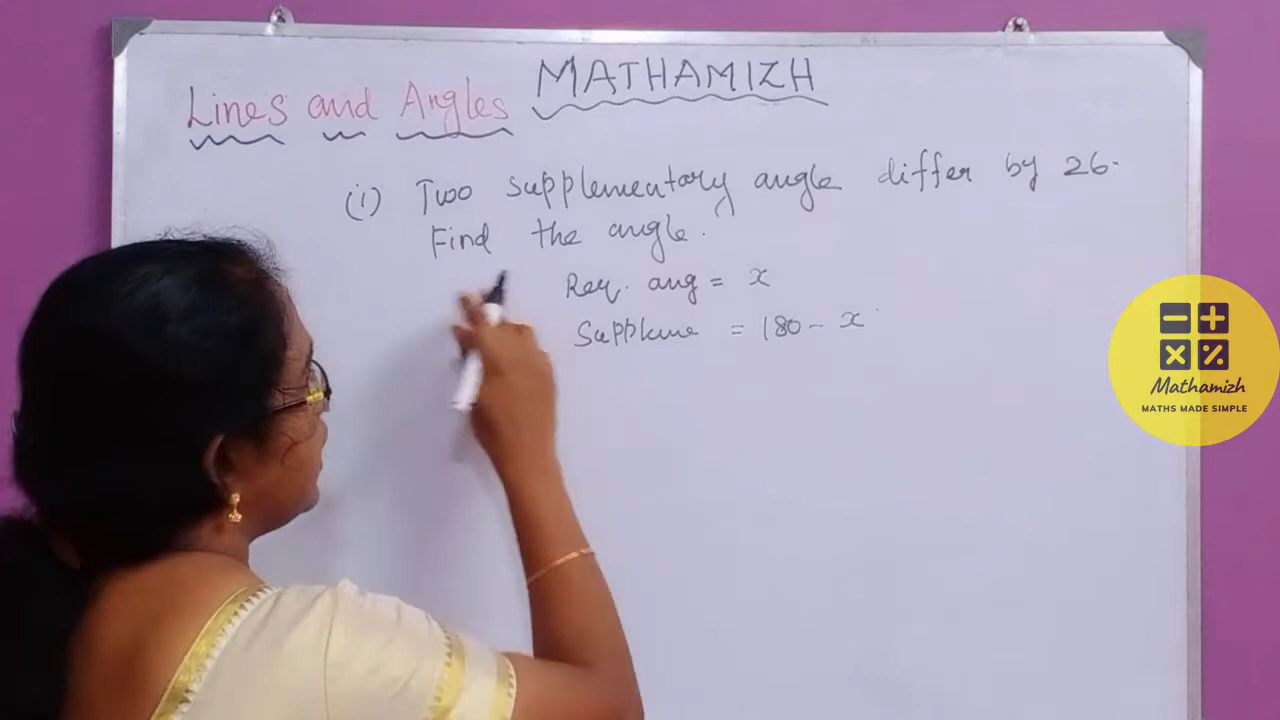 MATHAMIZH
Lines and Angles
(i) Two supplementary angle differ by 26.
Find the angle.
Req. ang = x
= 180 - x
Mathamizh
MATHS MADE SIMPLE